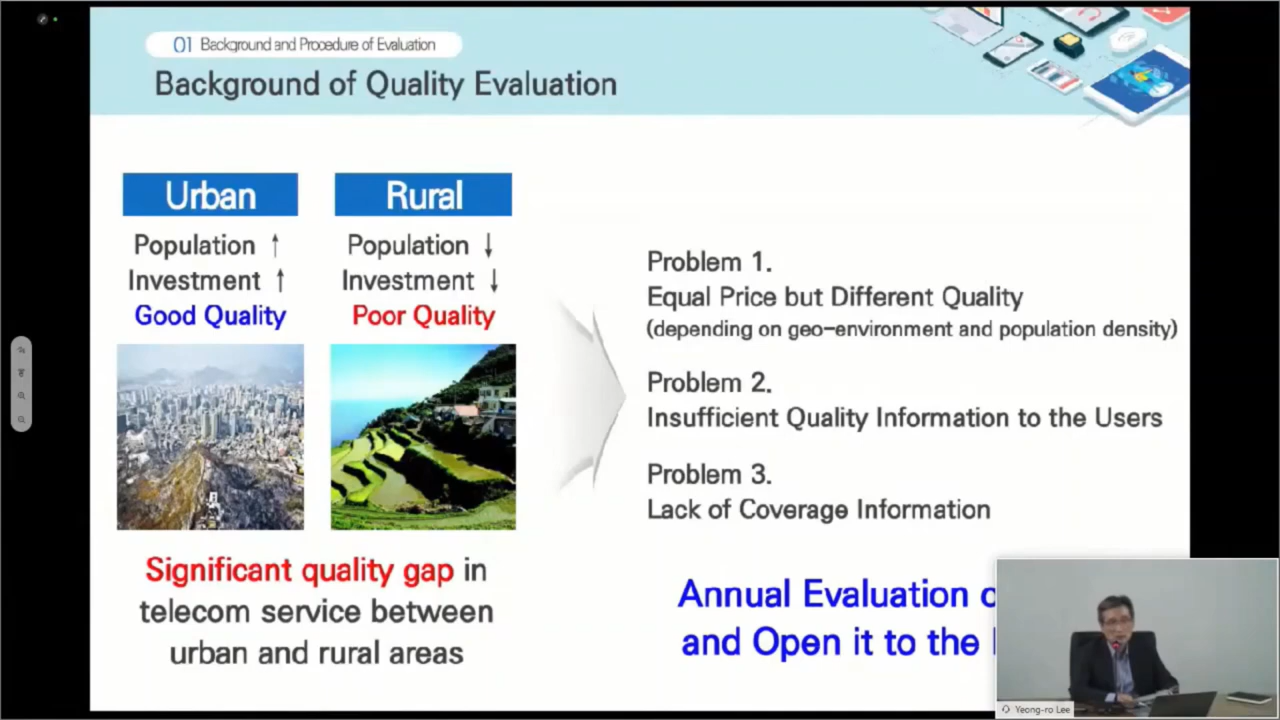 01 Background and Procedure of Evaluation
Background of Quality Evaluation
Urban
Population ↑
Investment ↑
Good Quality
Rural
Population ↓
Investment ↓
Poor Quality
Significant quality gap in
telecom service between
urban and rural areas
Problem 1.
Equal Price but Different Quality
(depending on geo-environment and population density)
Problem 2.
Insufficient Quality Information to the Users
Problem 3.
Lack of Coverage Information
Annual Evaluation
and Open it to the
Yeong-ro Lee